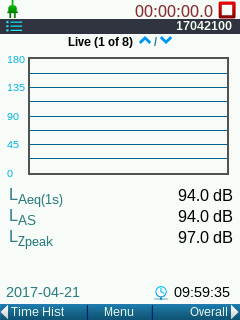 00:00:00.0
17042100
Live (1 of 8) /
180
135
90
45
0
LAeq(1s) 94.0 dB
LAS 94.0 dB
LZpeak 97.0 dB
2017-04-21 09:59:35
Time Hist Menu Overall